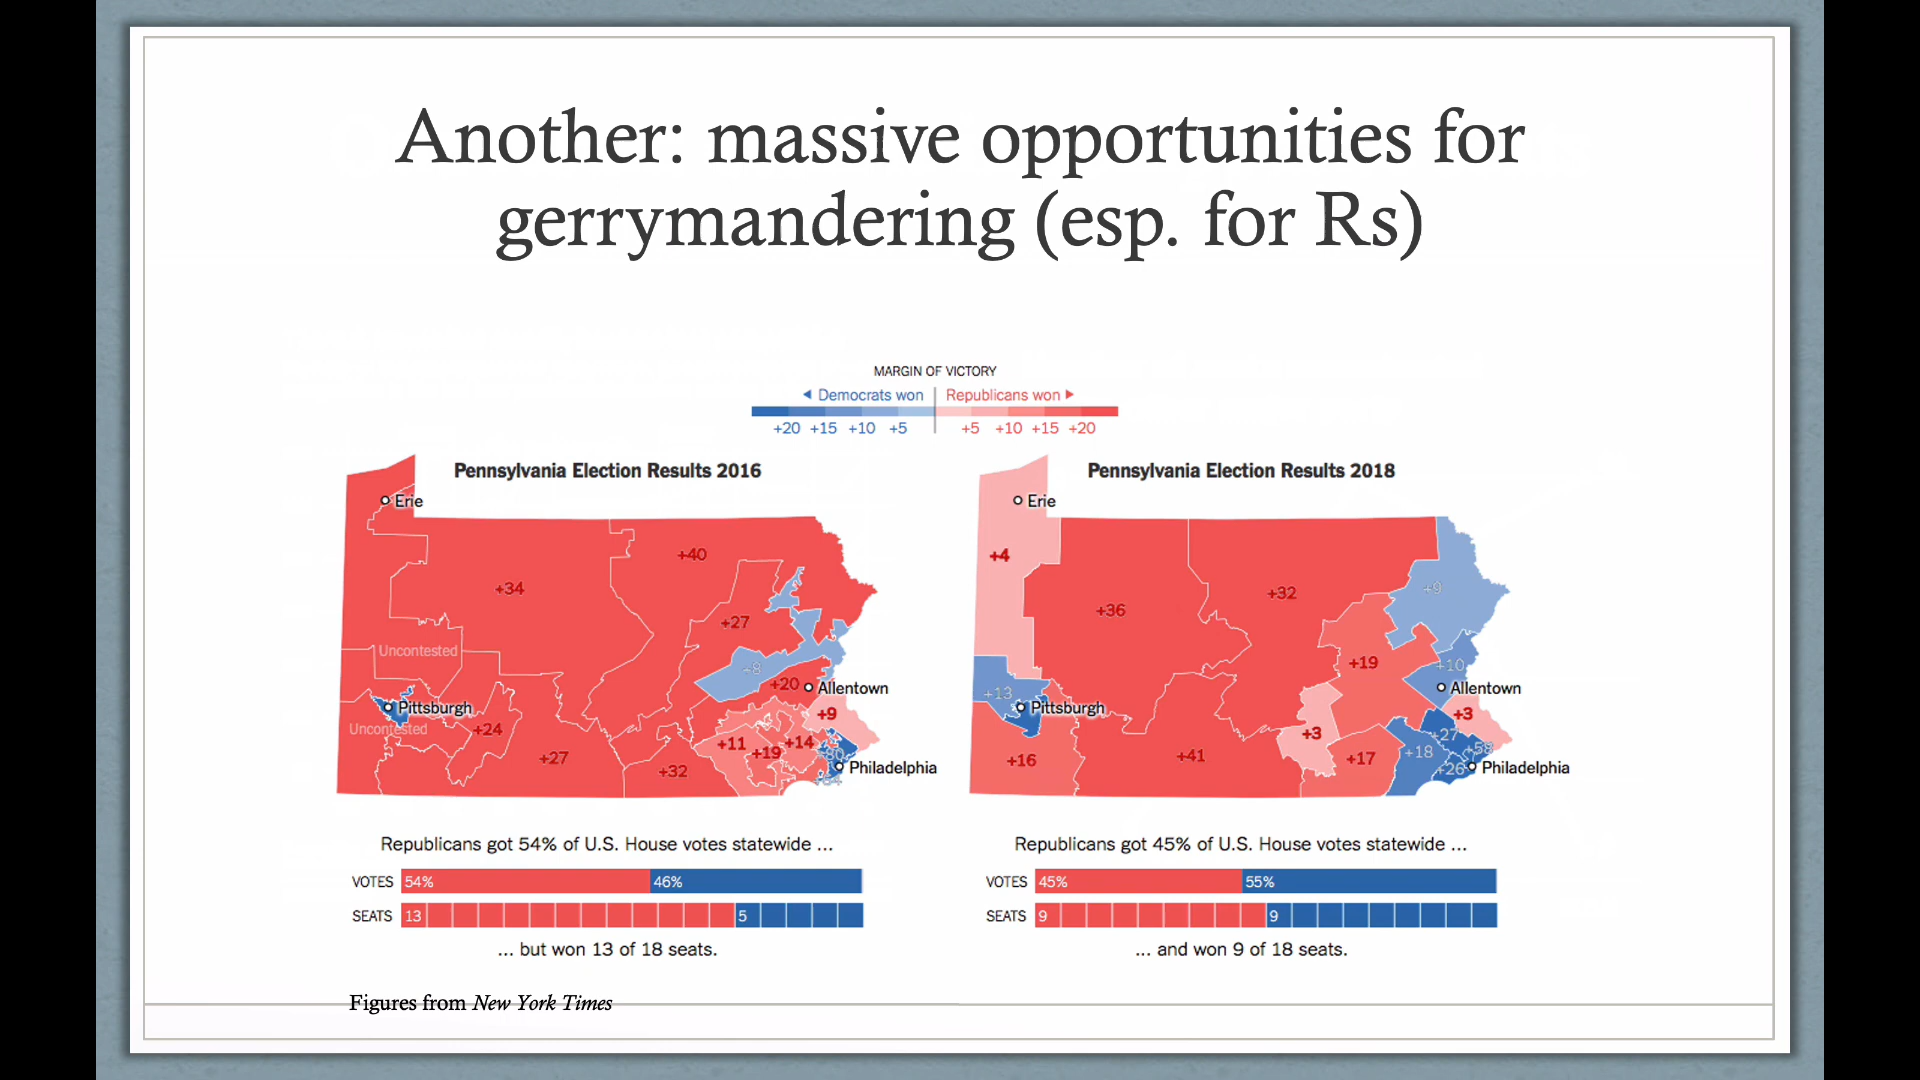 Another: massive opportunities for
gerrymandering (esp. for Rs)
MARGIN OF VICTORY
◄ Democrats won
Republicans won ►
+20 +15 +10 +5
+5 +10 +15 +20
Pennsylvania Election Results 2016
Erie
+40
+34
+27
Uncontested
+8
+20
Allentown
Pittsburgh
+9
Uncontested
+24
+11
+19
+14
+27
+32
Philadelphia
Republicans got 54% of U.S. House votes statewide ...
VOTES 54% 46%
SEATS 13 5
... but won 13 of 18 seats.
Pennsylvania Election Results 2018
Erie
+4
+9
+32
+36
+19
+10
+13
Allentown
Pittsburgh
+3
+3
+27
+58
+18
+16
+41
+17
+26
Philadelphia
Republicans got 45% of U.S. House votes statewide ...
VOTES 45% 55%
SEATS 9 9
... and won 9 of 18 seats.
Figures from New York Times